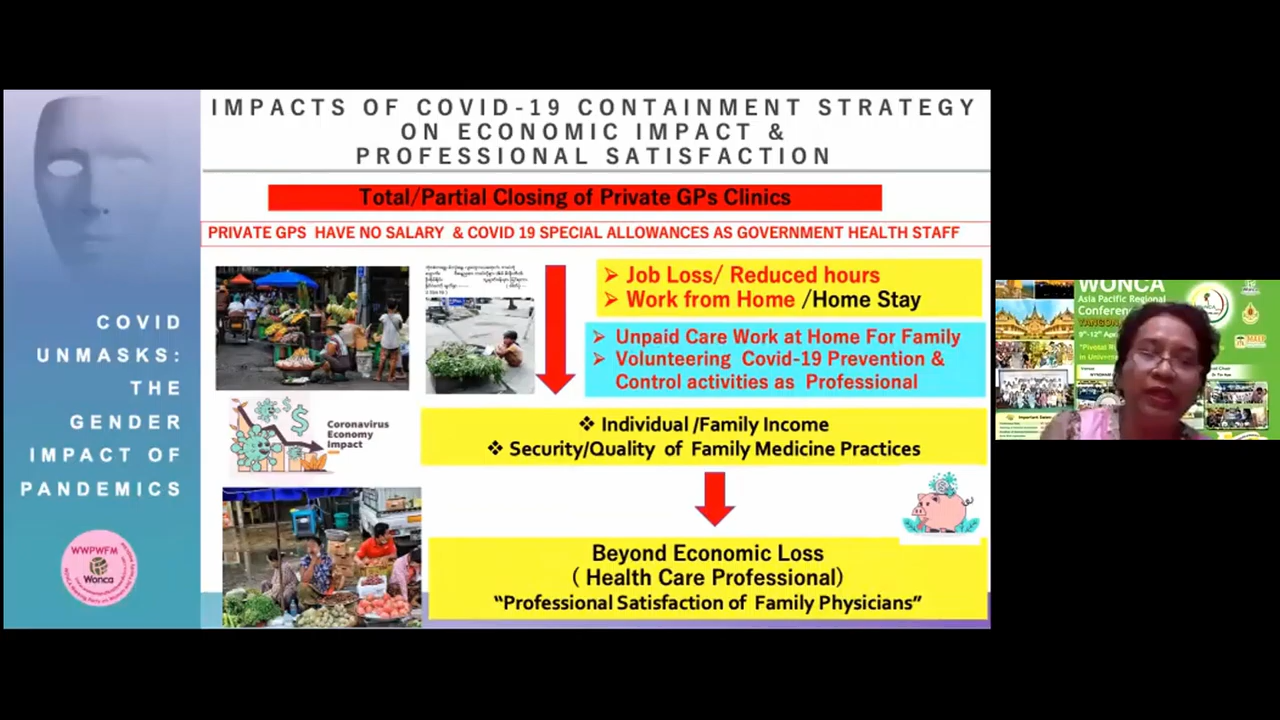 IMPACTS OF COVID-19 CONTAINMENT STRATEGY
ON ECONOMIC IMPACT &
PROFESSIONAL SATISFACTION
Total/Partial Closing of Private GPs Clinics
PRIVATE GPS HAVE NO SALARY & COVID 19 SPECIAL ALLOWANCES AS GOVERNMENT HEALTH STAFF
➢ Job Loss/ Reduced hours
➢ Work from Home /Home Stay
➢ Unpaid Care Work at Home For Family
➢ Volunteering Covid-19 Prevention &
Control activities as Professional
❖ Individual /Family Income
❖ Security/Quality of Family Medicine Practices
Coronavirus
Economy
Impact
Beyond Economic Loss
( Health Care Professional)
“Professional Satisfaction of Family Physicians”
COVID
UNMASKS:
THE
GENDER
IMPACT OF
PANDEMICS
WWPWFM
Wonca
WONCA
Asia Pacific Regional
Conference